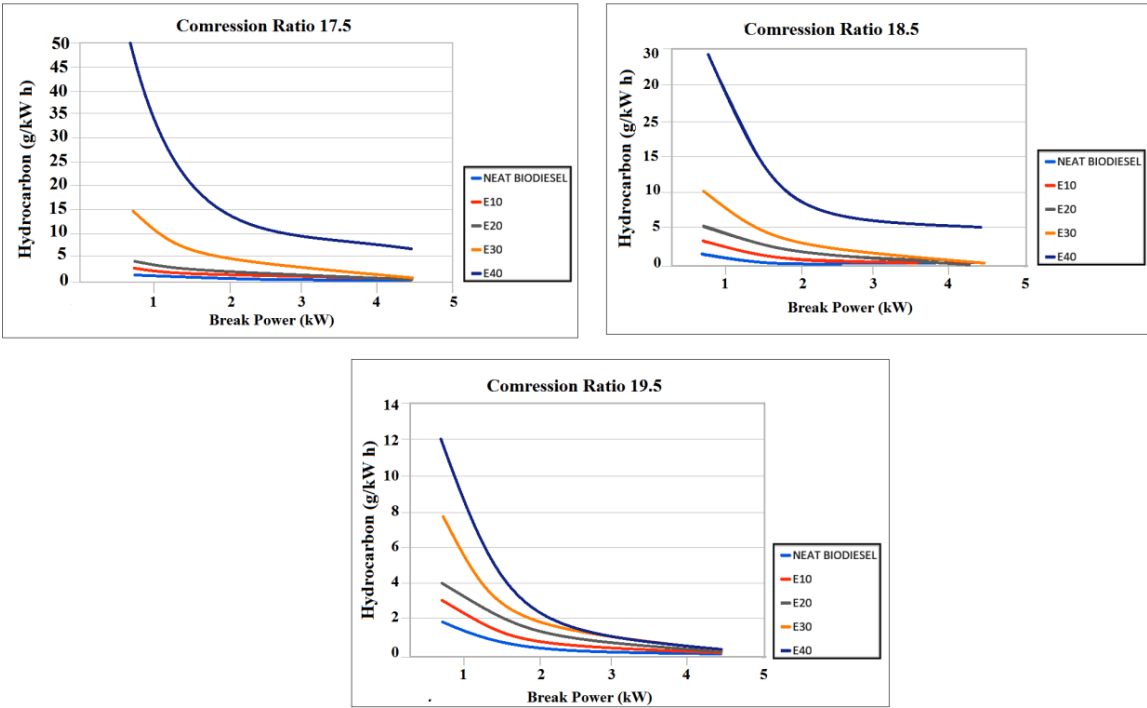 Comression Ratio 17.5
Hydrocarbon (g/kW h)
50
45
40
35
30
25
20
15
10
5
0
1 2 3 4 5
Break Power (kW)
NEAT BIODIESEL
E10
E20
E30
E40
Comression Ratio 18.5
Hydrocarbon (g/kW h)
30
25
20
15
10
5
0
1 2 3 4 5
Break Power (kW)
NEAT BIODIESEL
E10
E20
E30
E40
Comression Ratio 19.5
Hydrocarbon (g/kW h)
14
12
10
8
6
4
2
0
1 2 3 4 5
Break Power (kW)
NEAT BIODIESEL
E10
E20
E30
E40